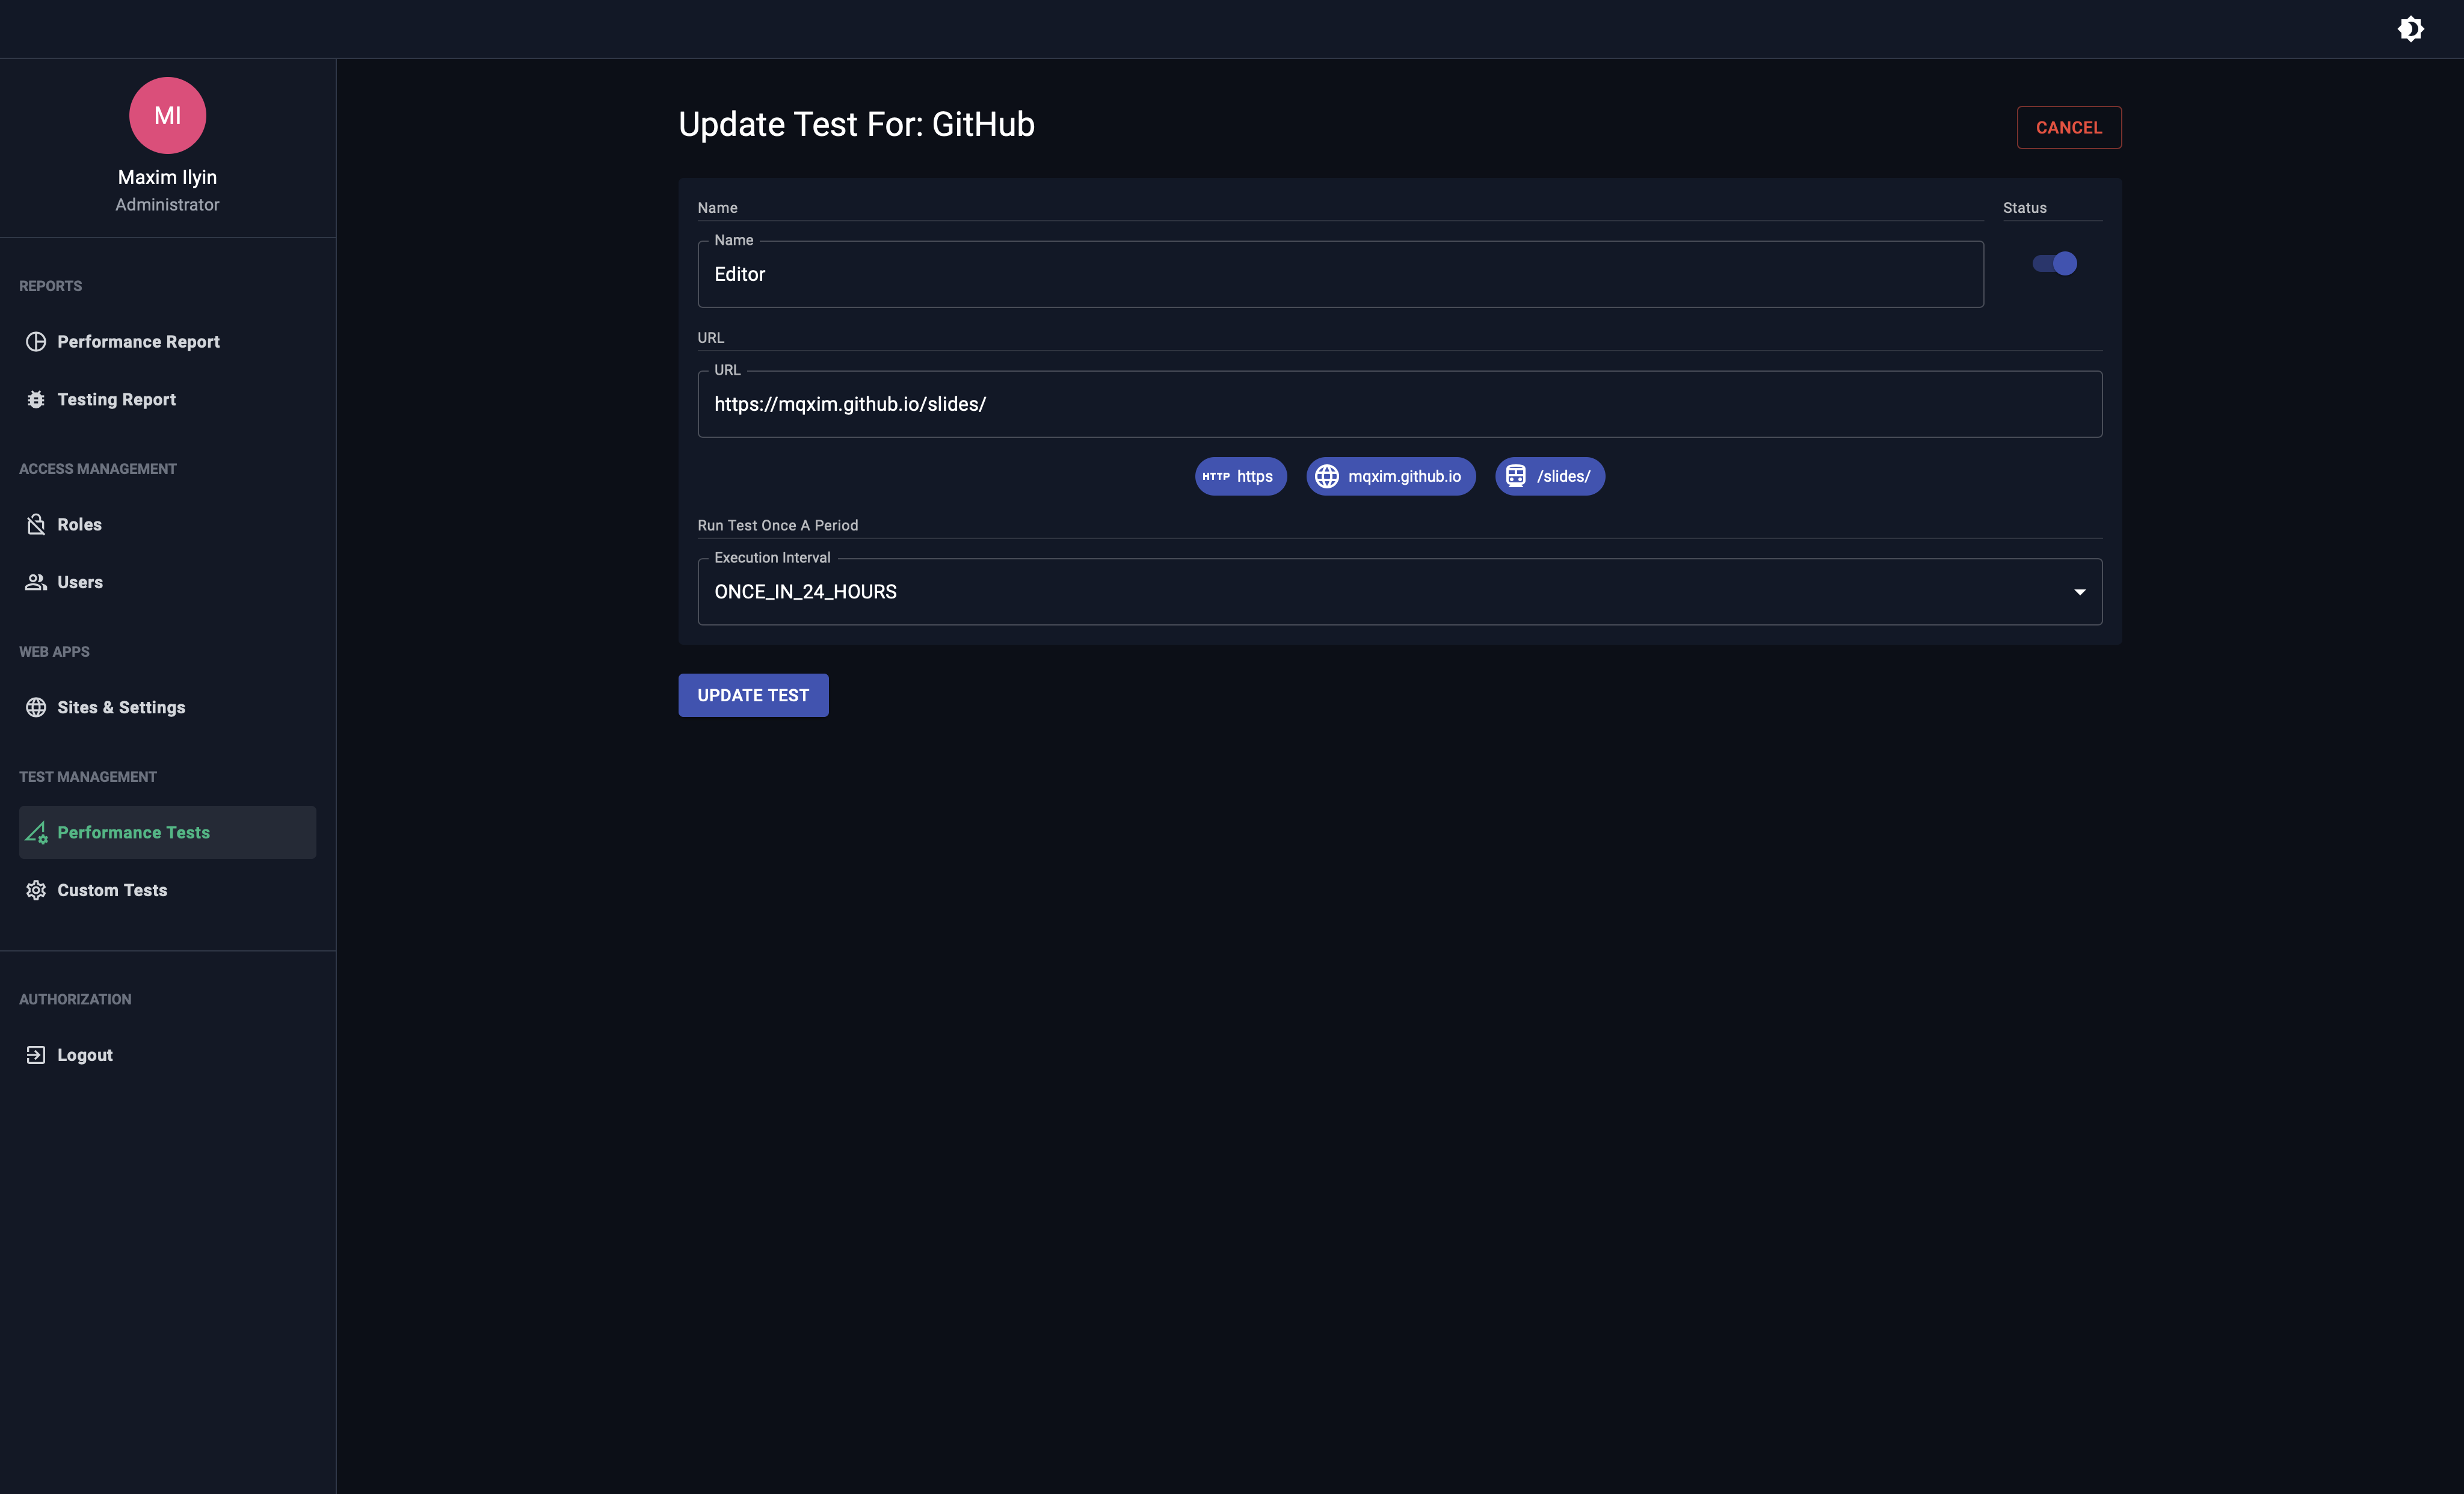 MI
Maxim Ilyin
Administrator
REPORTS
Performance Report
Testing Report
ACCESS MANAGEMENT
Roles
Users
WEB APPS
Sites & Settings
TEST MANAGEMENT
Performance Tests
Custom Tests
AUTHORIZATION
Logout
Update Test For: GitHub
CANCEL
Name
Status
Name
Editor
URL
URL
https://mqxim.github.io/slides/
HTTP https
mqxim.github.io
/slides/
Run Test Once A Period
Execution Interval
ONCE_IN_24_HOURS
UPDATE TEST